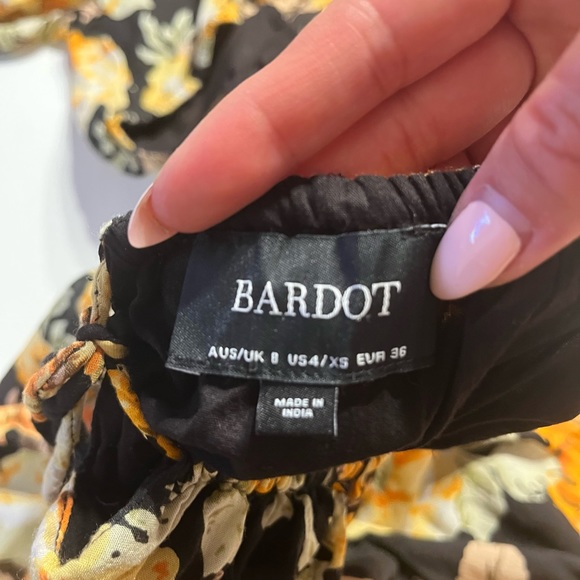 BARDOT
AUS/UK 8 US4/XS EUR 36
MADE IN
INDIA